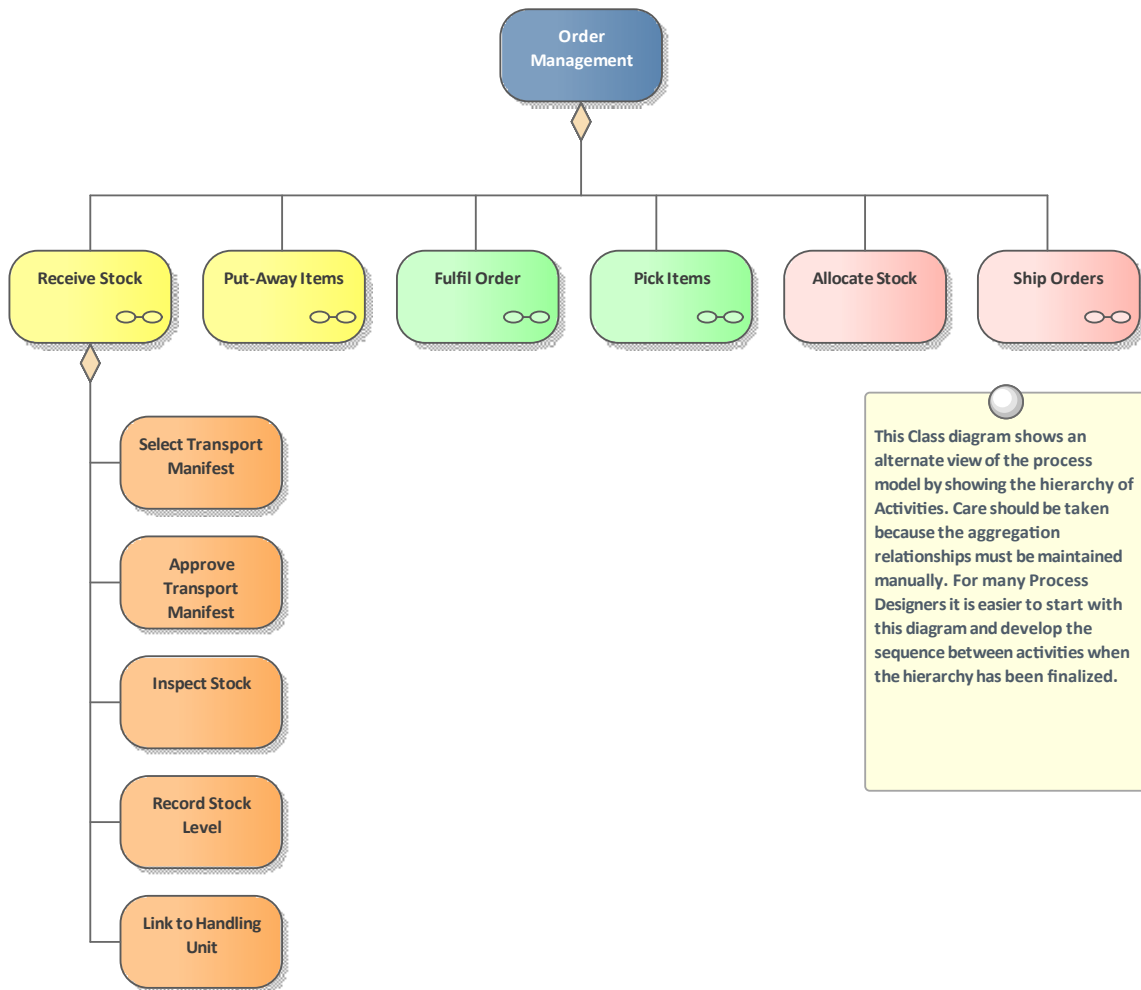 Order
Management
Receive Stock
Put-Away Items
Fulfil Order
Pick Items
Allocate Stock
Ship Orders
Select Transport
Manifest
Approve
Transport
Manifest
Inspect Stock
Record Stock
Level
Link to Handling
Unit
This Class diagram shows an
alternate view of the process
model by showing the hierarchy of
Activities. Care should be taken
because the aggregation
relationships must be maintained
manually. For many Process
Designers it is easier to start with
this diagram and develop the
sequence between activities when
the hierarchy has been finalized.